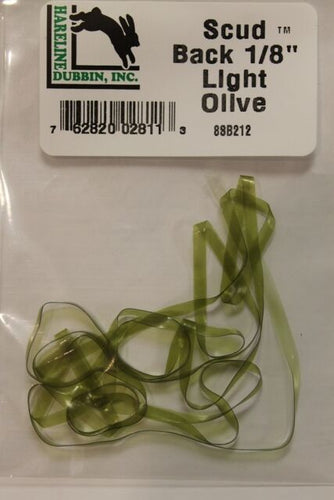 HARELINE
DUBBIN, INC.
Scud ™
Back 1/8"
Light
Olive
7 62820 02811 3
SSB212